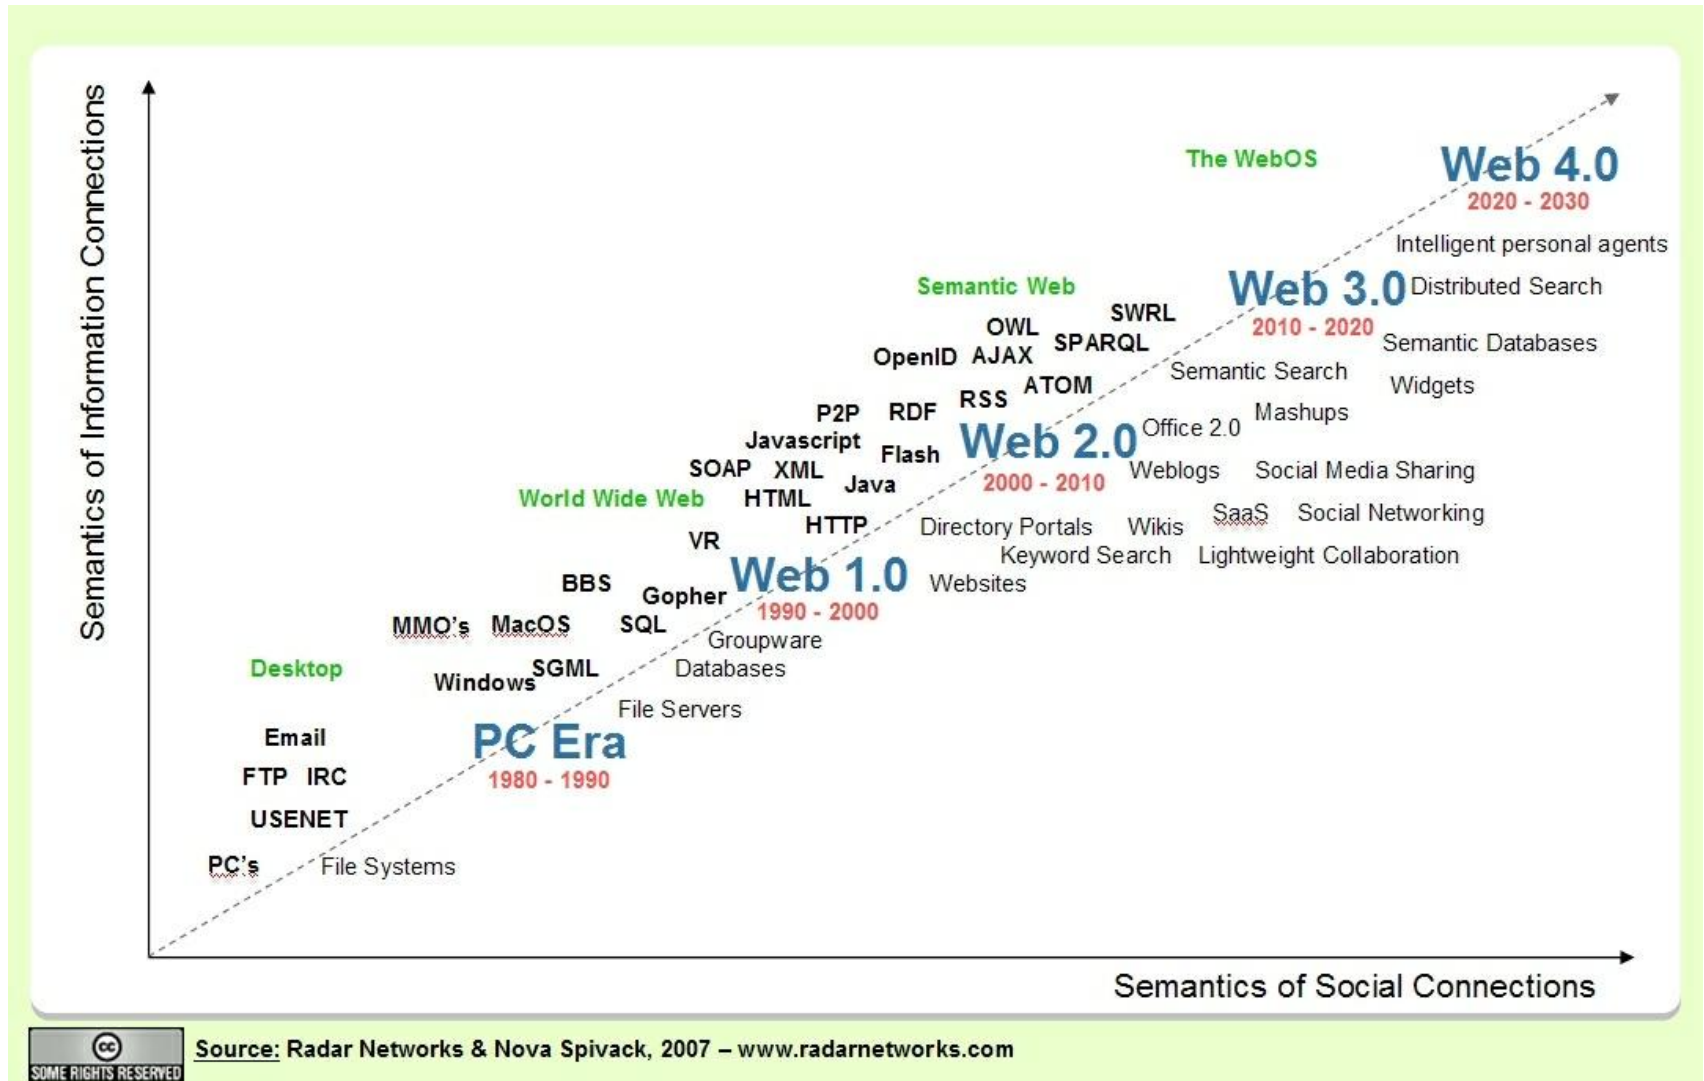 Semantics of Information Connections
The WebOS
Web 4.0
2020 - 2030
Intelligent personal agents
Semantic Web
Web 3.0
Distributed Search
2010 - 2020
SWRL
OWL
SPARQL
Semantic Databases
OpenID
AJAX
Semantic Search
Widgets
ATOM
RSS
P2P
RDF
Mashups
Office 2.0
Javascript
Web 2.0
Flash
SOAP
XML
Weblogs
Social Media Sharing
2000 - 2010
Java
World Wide Web
HTML
SaaS
Social Networking
HTTP
Directory Portals
Wikis
VR
Keyword Search
Lightweight Collaboration
Web 1.0
Websites
BBS
Gopher
1990 - 2000
MMO's
MacOS
SQL
Groupware
Desktop
SGML
Databases
Windows
File Servers
Email
PC Era
1980 - 1990
FTP
IRC
USENET
PC's
File Systems
Semantics of Social Connections
cc
SOME RIGHTS RESERVED
Source: Radar Networks & Nova Spivack, 2007 – www.radarnetworks.com